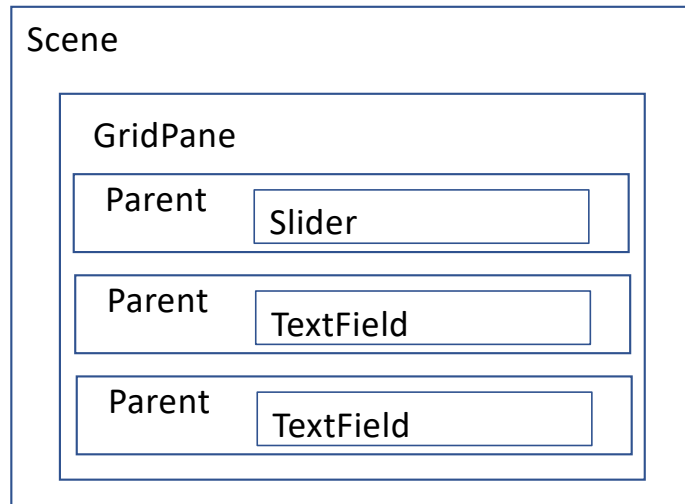 Scene
GridPane
Parent
Slider
Parent
TextField
Parent
TextField